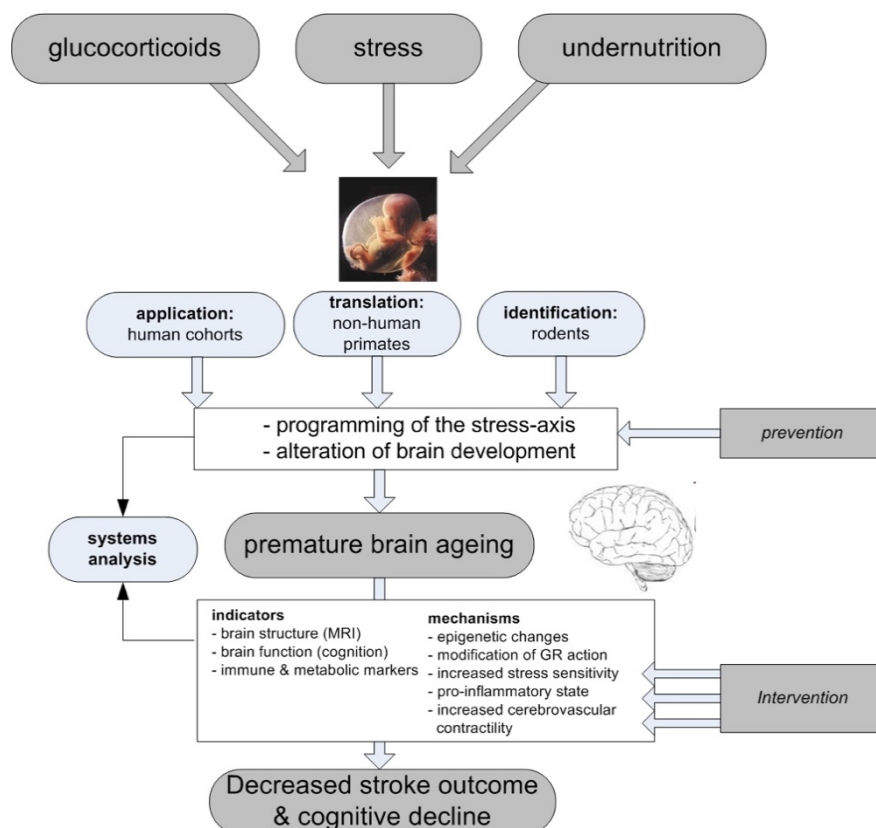 glucocorticoids
stress
undernutrition
application:
human cohorts
translation:
non-human
primates
identification:
rodents
- programming of the stress-axis
- alteration of brain development
prevention
systems
analysis
premature brain ageing
indicators
- brain structure (MRI)
- brain function (cognition)
- immune & metabolic markers
mechanisms
- epigenetic changes
- modification of GR action
- increased stress sensitivity
- pro-inflammatory state
- increased cerebrovascular
contractility
Intervention
Decreased stroke outcome
& cognitive decline